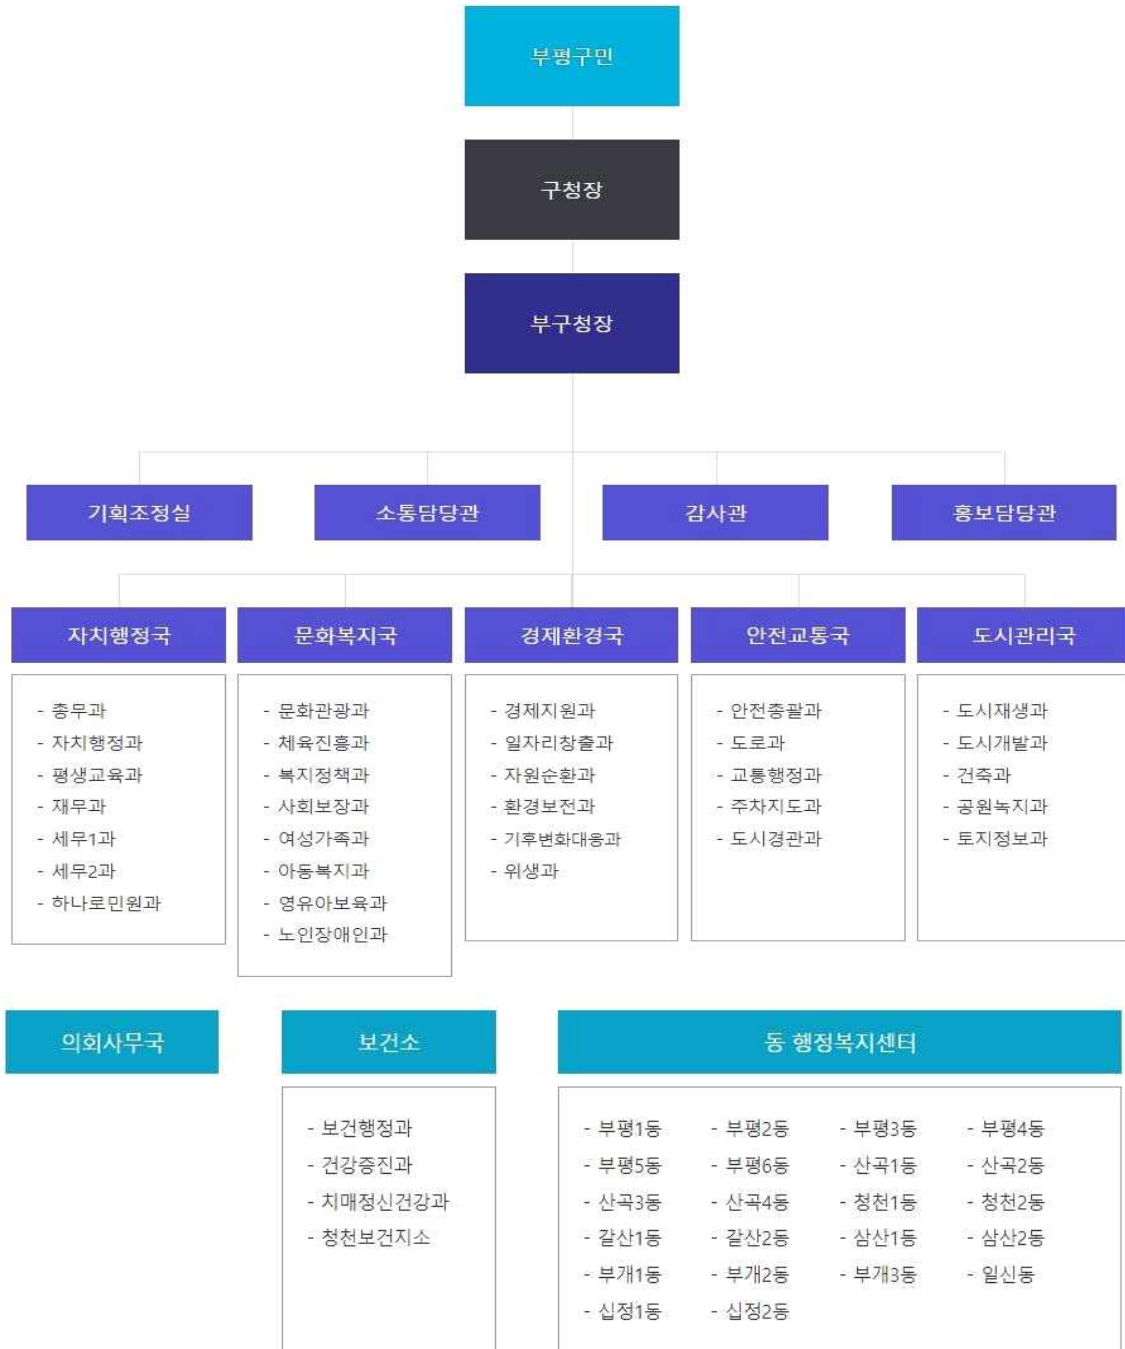 부평구민
구청장
부구청장
기획조정실 소통담당관 감사관 홍보담당관
자치행정국 문화복지국 경제환경국 안전교통국 도시관리국
- 총무과
- 자치행정과
- 평생교육과
- 재무과
- 세무1과
- 세무2과
- 하나로민원과
- 문화관광과
- 체육진흥과
- 복지정책과
- 사회보장과
- 여성가족과
- 아동복지과
- 영유아보육과
- 노인장애인과
- 경제지원과
- 일자리창출과
- 자원순환과
- 환경보전과
- 기후변화대응과
- 위생과
- 안전총괄과
- 도로과
- 교통행정과
- 주차지도과
- 도시경관과
- 도시재생과
- 도시개발과
- 건축과
- 공원녹지과
- 토지정보과
의회사무국 보건소 동 행정복지센터
- 보건행정과
- 건강증진과
- 치매정신건강과
- 청천보건지소
- 부평1동 - 부평2동 - 부평3동 - 부평4동
- 부평5동 - 부평6동 - 산곡1동 - 산곡2동
- 산곡3동 - 산곡4동 - 청천1동 - 청천2동
- 갈산1동 - 갈산2동 - 삼산1동 - 삼산2동
- 부개1동 - 부개2동 - 부개3동 - 일신동
- 십정1동 - 십정2동